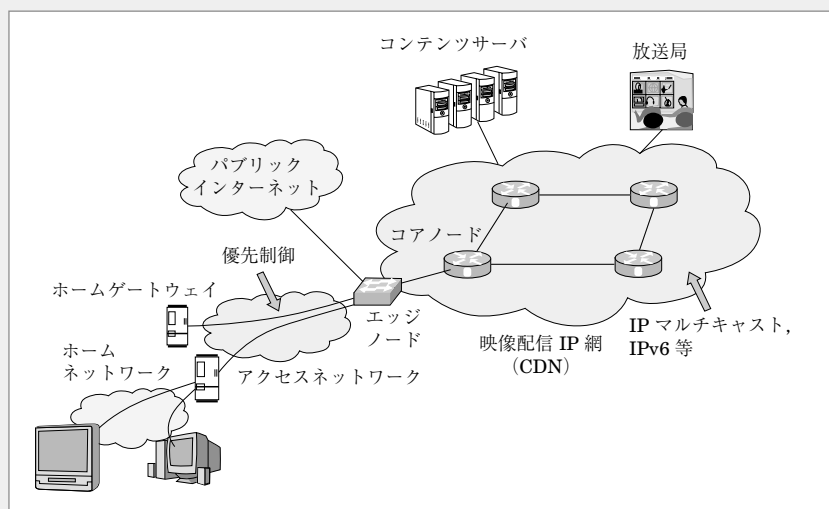 コンテンツサーバ
放送局
パブリック
インターネット
コアノード
優先制御
ホームゲートウェイ
エッジ
ノード
映像配信 IP 網
（CDN）
IP マルチキャスト，
IPv6 等
ホーム
ネットワーク
アクセスネットワーク